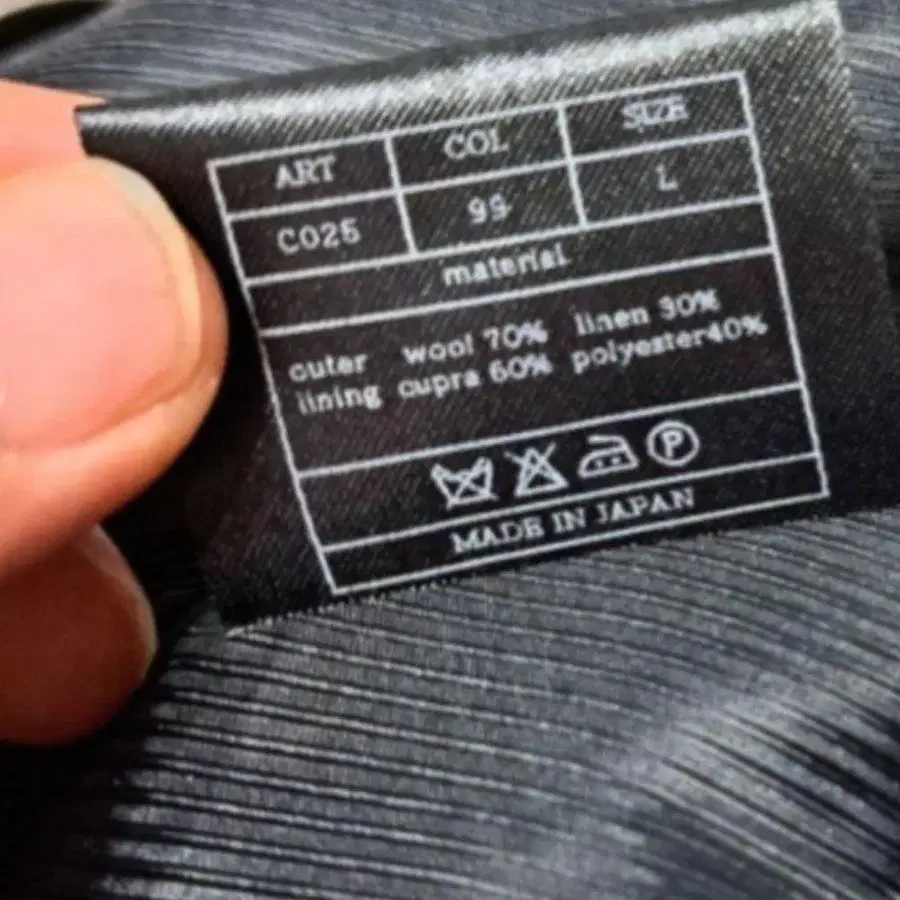 ART COL SIZE
C025 99 L
material
outer wool 70% linen 30%
lining cupra 60% polyester40%
P
MADE IN JAPAN